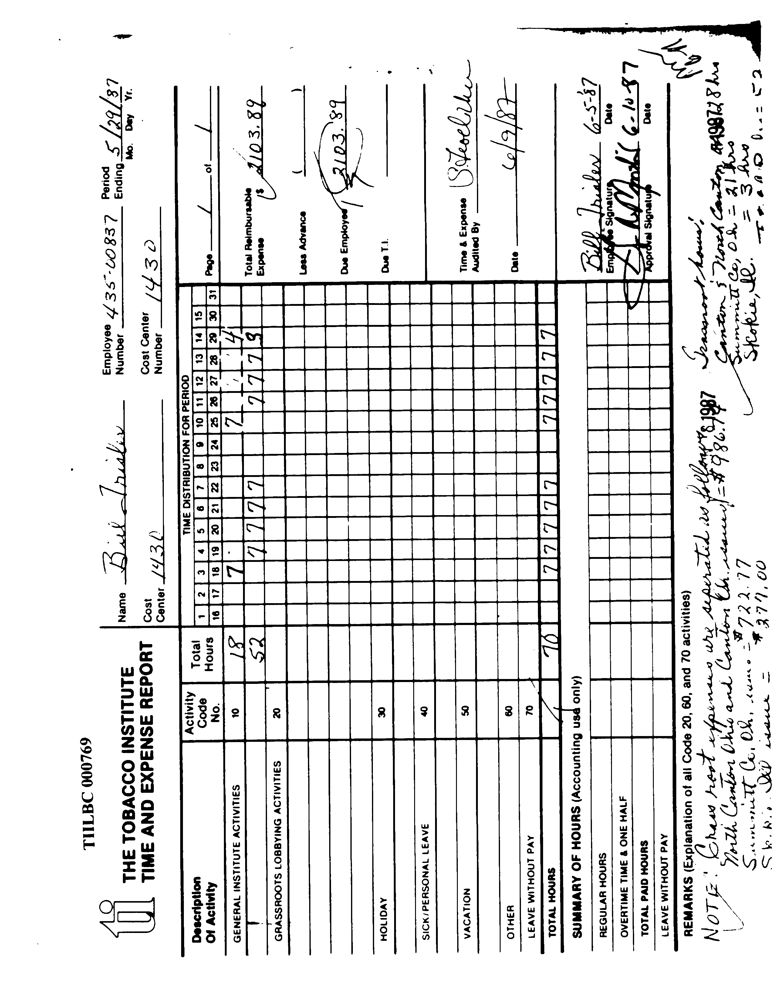 TIILBC 000769
THE TOBACCO INSTITUTE
TIME AND EXPENSE REPORT
Name Bill Trisler
Employee Number 435-00837
Period Ending 5/29/87
Mo. Day Yr.
Cost Center 1430
Cost Center Number 1430
Description Of Activity
Activity Code No.
Total Hours
TIME DISTRIBUTION FOR PERIOD
1 2 3 4 5 6 7 8 9 10 11 12 13 14 15
16 17 18 19 20 21 22 23 24 25 26 27 28 29 30 31
Page 1 of 1
GENERAL INSTITUTE ACTIVITIES 10 18 7 7 4
52 7 7 7 7 7 7 7 3
GRASSROOTS LOBBYING ACTIVITIES 20
HOLIDAY 30
SICK/PERSONAL LEAVE 40
VACATION 50
OTHER 60
LEAVE WITHOUT PAY 70
TOTAL HOURS 70 7 7 7 7 7 7 7 7 7 7
Total Reimbursable Expense $ 2103.89
Less Advance ( )
Due Employee 2103.89
Due T.I.
Time & Expense Audited By
Date 6/9/87
SUMMARY OF HOURS (Accounting use only)
REGULAR HOURS
OVERTIME TIME & ONE HALF
TOTAL PAID HOURS
LEAVE WITHOUT PAY
Bill Trisler 6-5-87
Employee Signature Date
6-10-87
Approval Signature Date
REMARKS (Explanation of all Code 20, 60, and 70 activities)
NOTE: Grass root expenses are seperated as follows
North Canton Ohio and Canton Oh. issues = $986.
Summitt Co, Oh, issue = $722.77
Skokie, Ill issue = $277.00
Grassroot hours:
Canton & North Canton 28 hrs
Summitt Co, Oh = 21 hrs
Skokie, Il. = 3 hrs
= 52